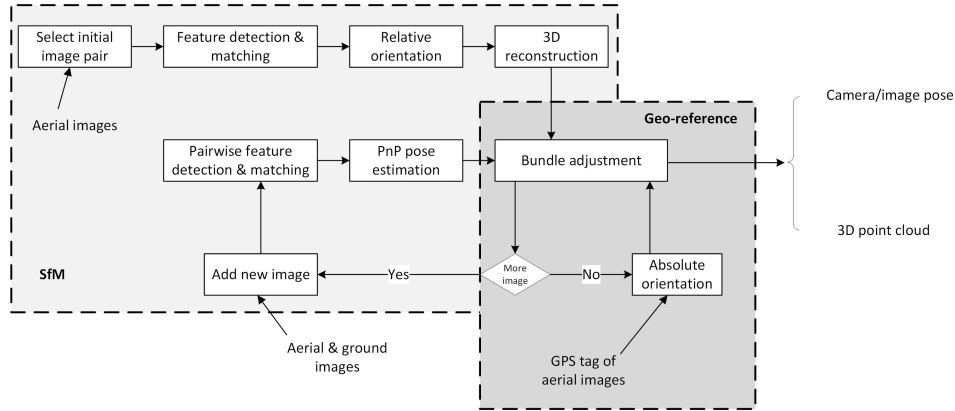 Select initial
image pair
Feature detection &
matching
Relative
orientation
3D
reconstruction
Aerial images
Camera/image pose
Geo-reference
Pairwise feature
detection & matching
PnP pose
estimation
Bundle adjustment
3D point cloud
SfM
Add new image
Yes
More
image
No
Absolute
orientation
Aerial & ground
images
GPS tag of
aerial images